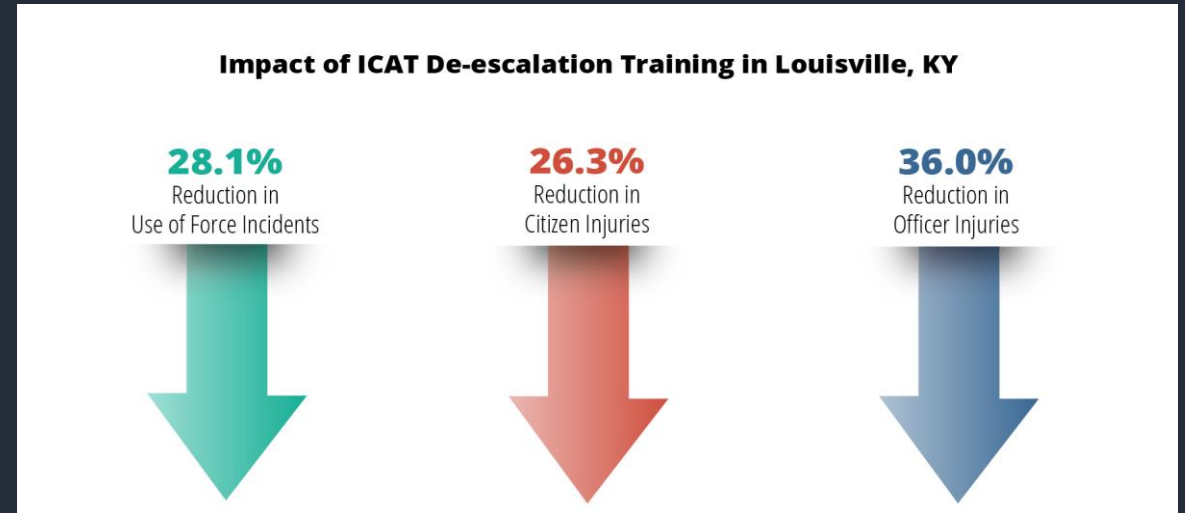 Impact of ICAT De-escalation Training in Louisville, KY
28.1%
Reduction in
Use of Force Incidents
26.3%
Reduction in
Citizen Injuries
36.0%
Reduction in
Officer Injuries